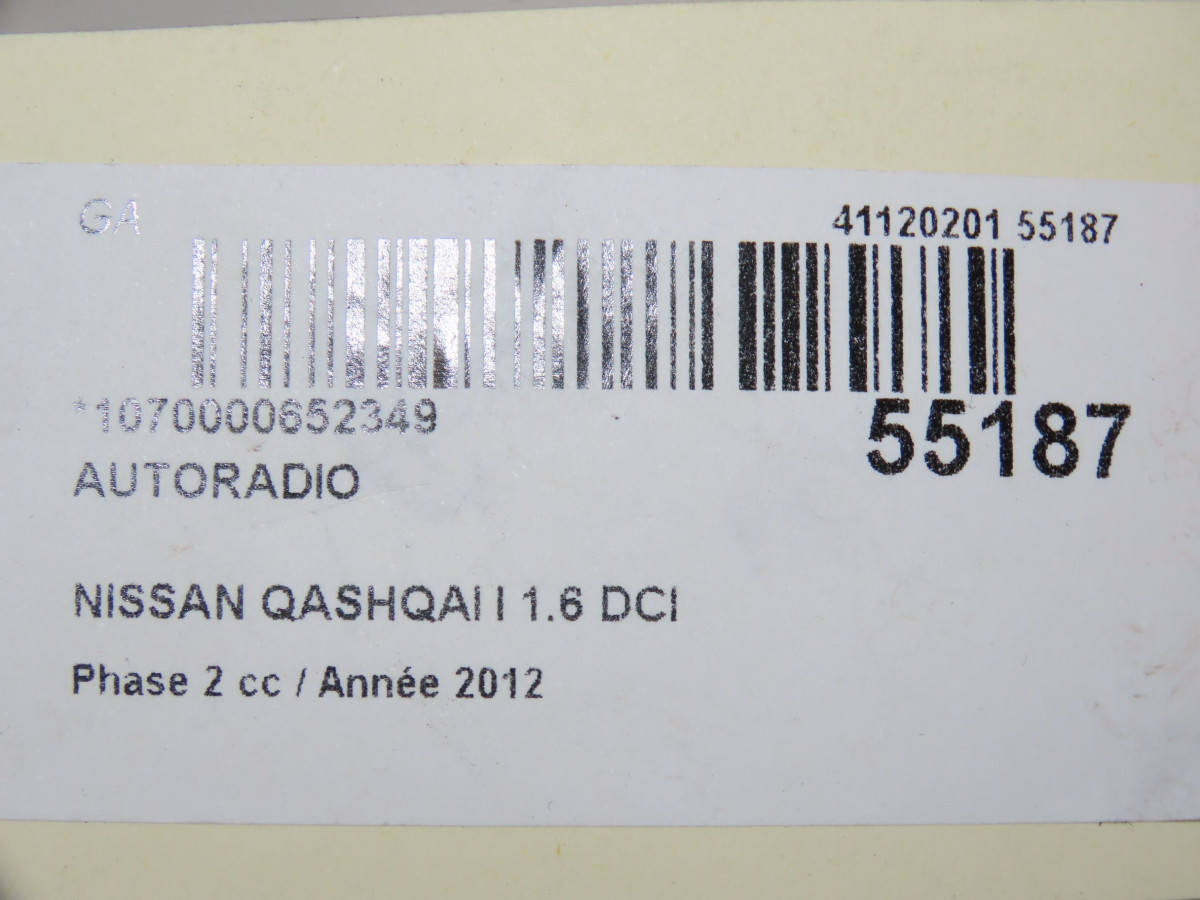 GA
41120201 55187
*1070000652349
55187
AUTORADIO
NISSAN QASHQAI I 1.6 DCI
Phase 2 cc / Année 2012